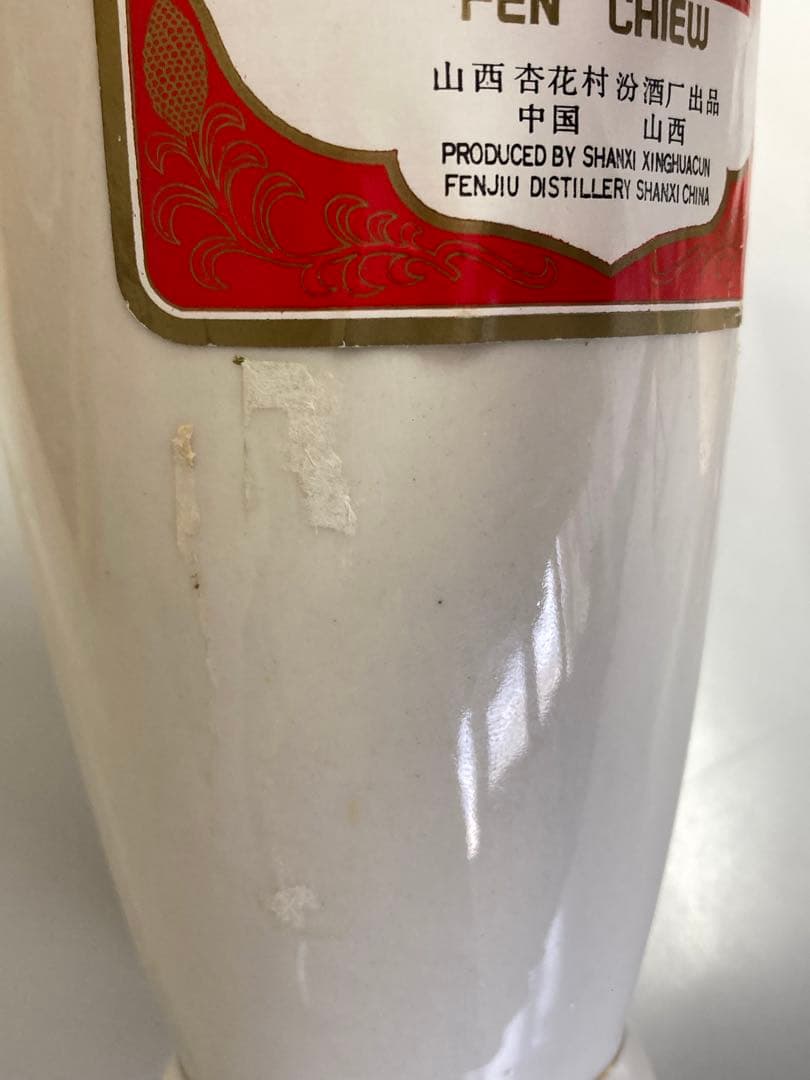 FEN CHIEW
山西杏花村汾酒厂出品
中国 山西
PRODUCED BY SHANXI XINGHUACUN
FENJIU DISTILLERY SHANXI CHINA